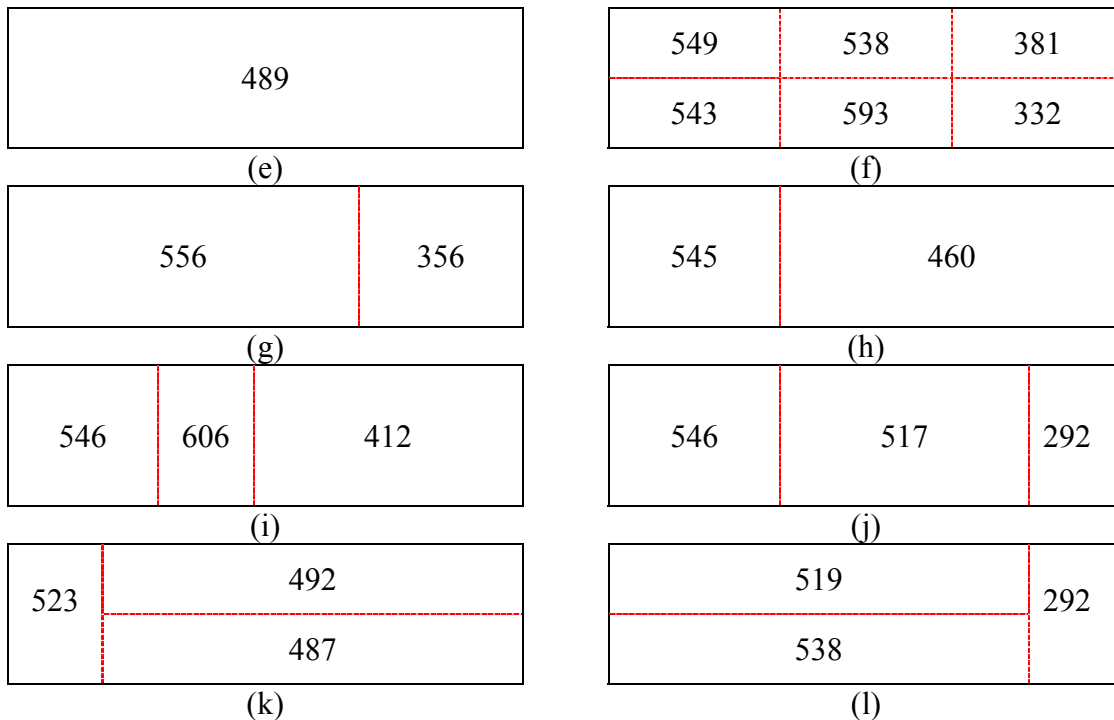 489
(e)
549 538 381
543 593 332
(f)
556 356
(g)
545 460
(h)
546 606 412
(i)
546 517 292
(j)
523 492
487
(k)
519 292
538
(l)